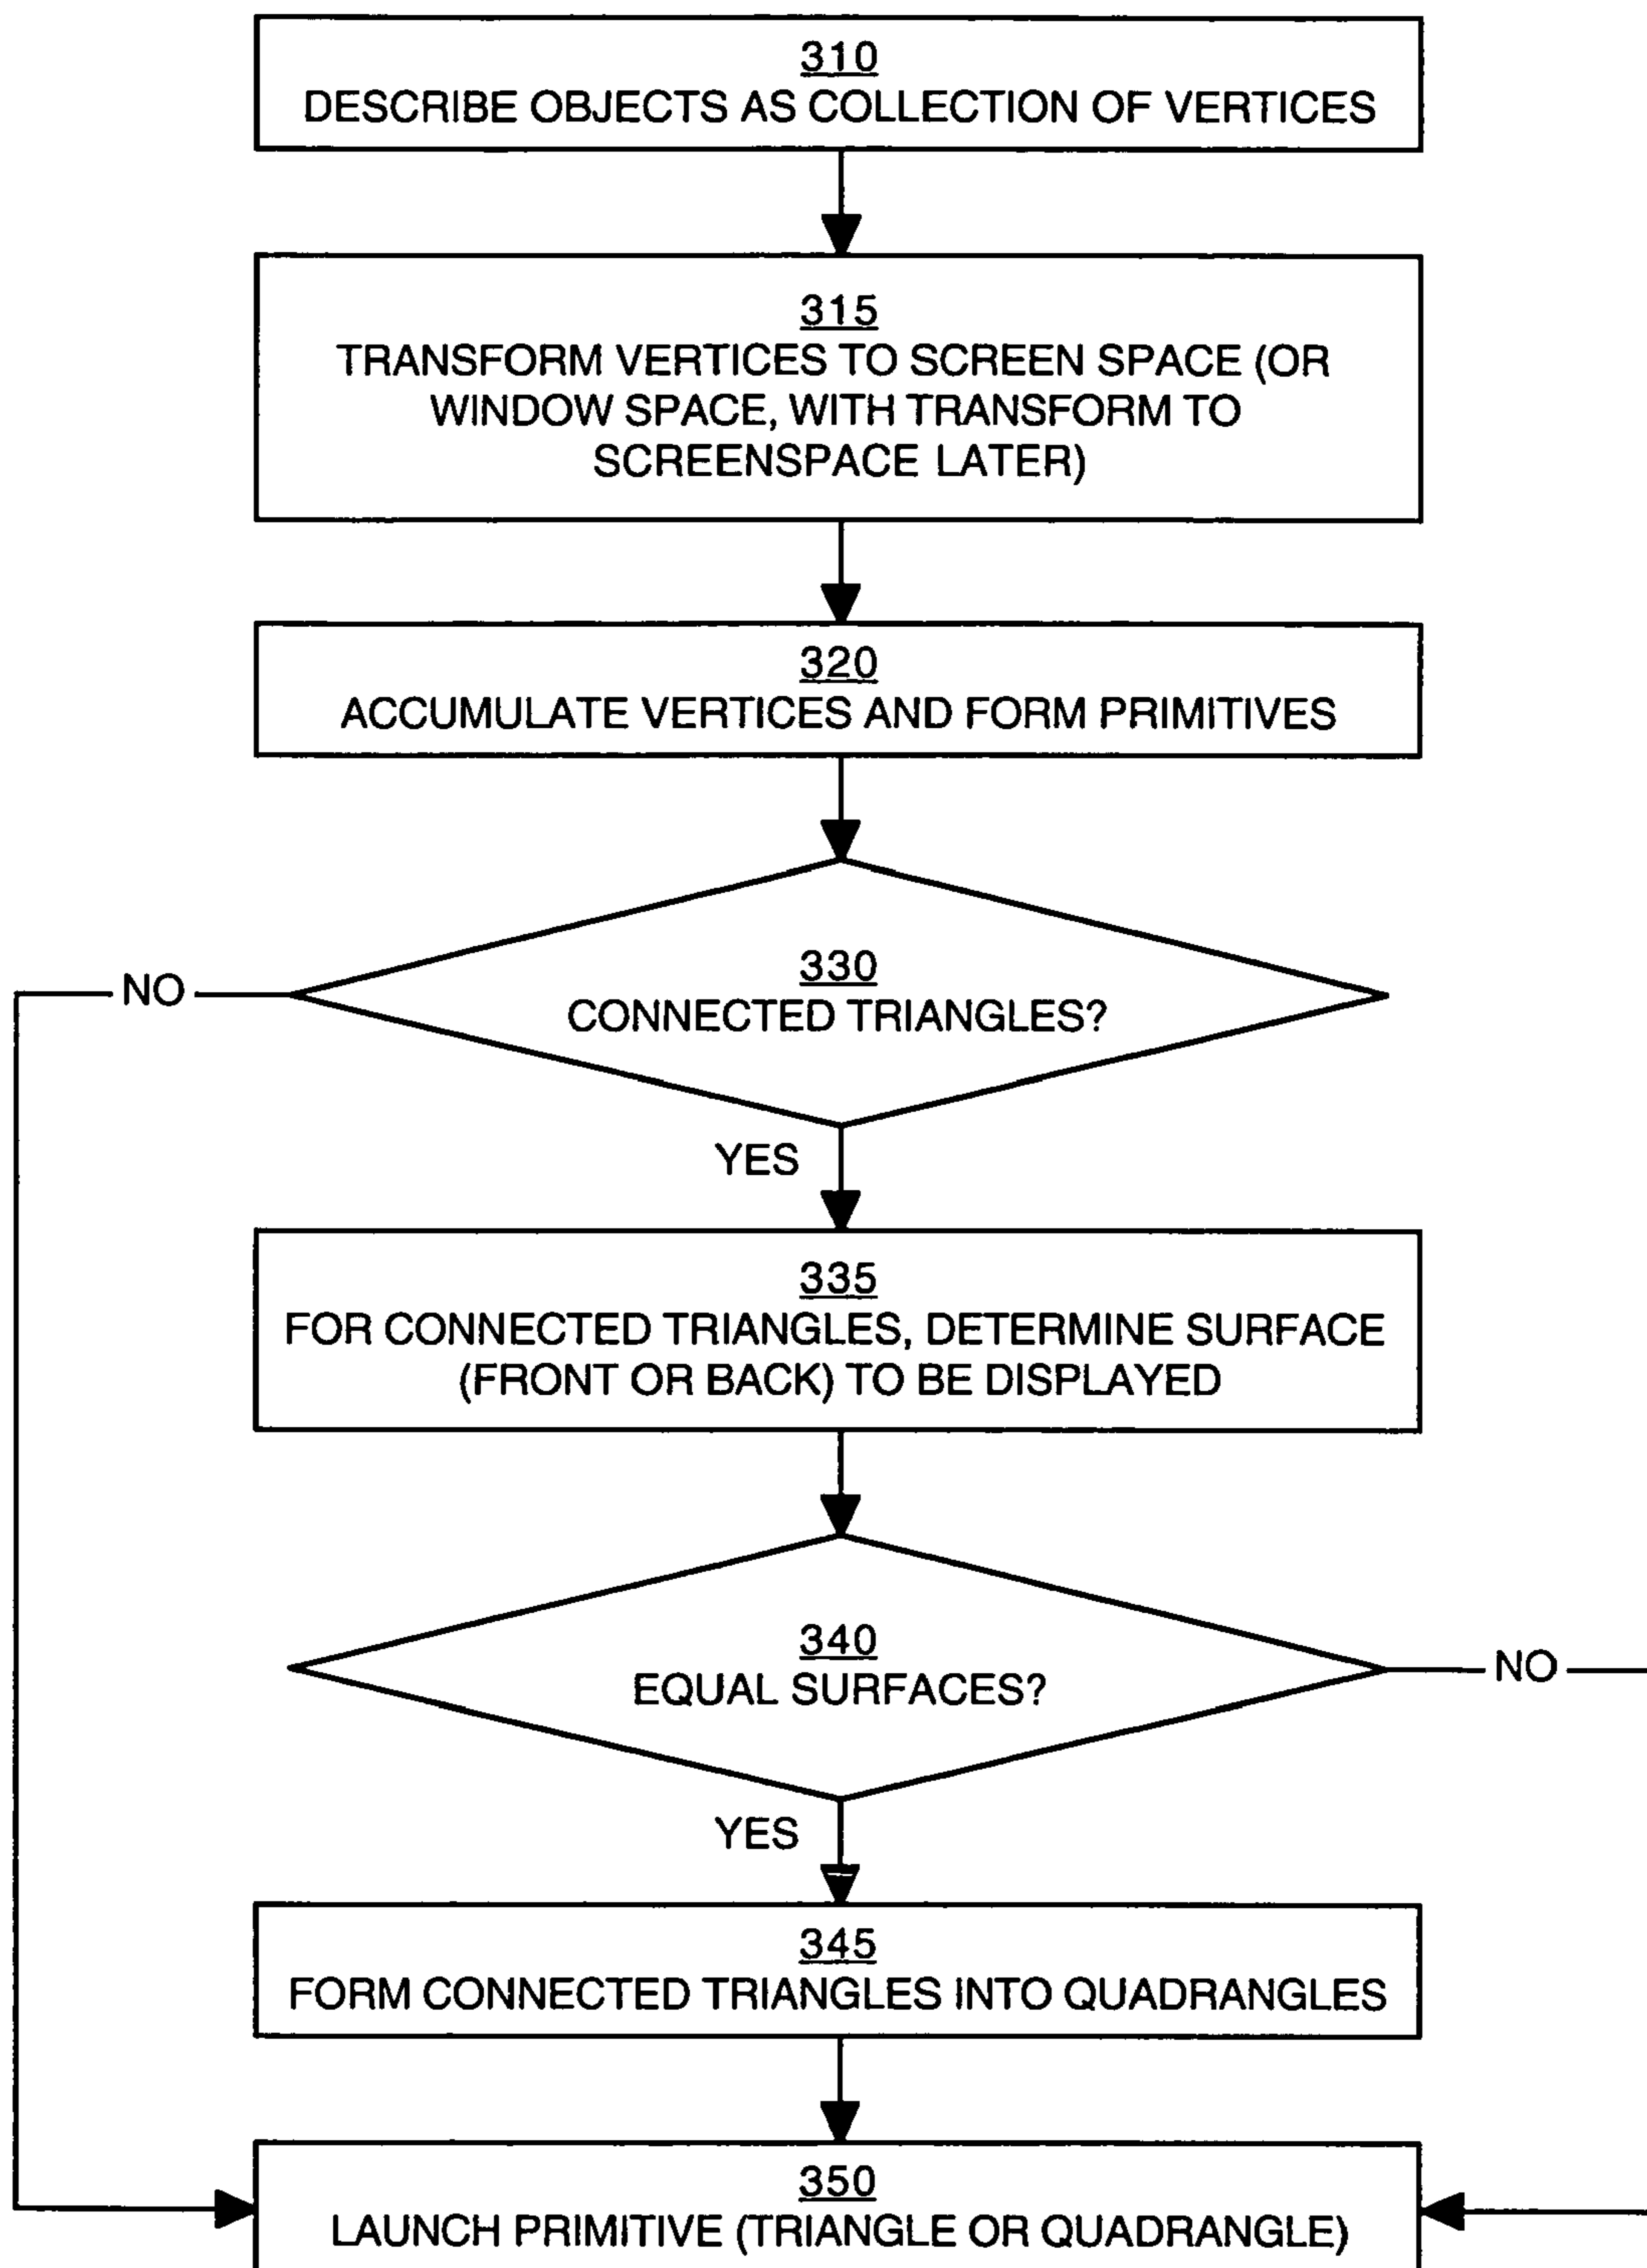 310
DESCRIBE OBJECTS AS COLLECTION OF VERTICES
315
TRANSFORM VERTICES TO SCREEN SPACE (OR
WINDOW SPACE, WITH TRANSFORM TO
SCREENSPACE LATER)
320
ACCUMULATE VERTICES AND FORM PRIMITIVES
330
CONNECTED TRIANGLES?
NO
YES
335
FOR CONNECTED TRIANGLES, DETERMINE SURFACE
(FRONT OR BACK) TO BE DISPLAYED
340
EQUAL SURFACES?
NO
YES
345
FORM CONNECTED TRIANGLES INTO QUADRANGLES
350
LAUNCH PRIMITIVE (TRIANGLE OR QUADRANGLE)